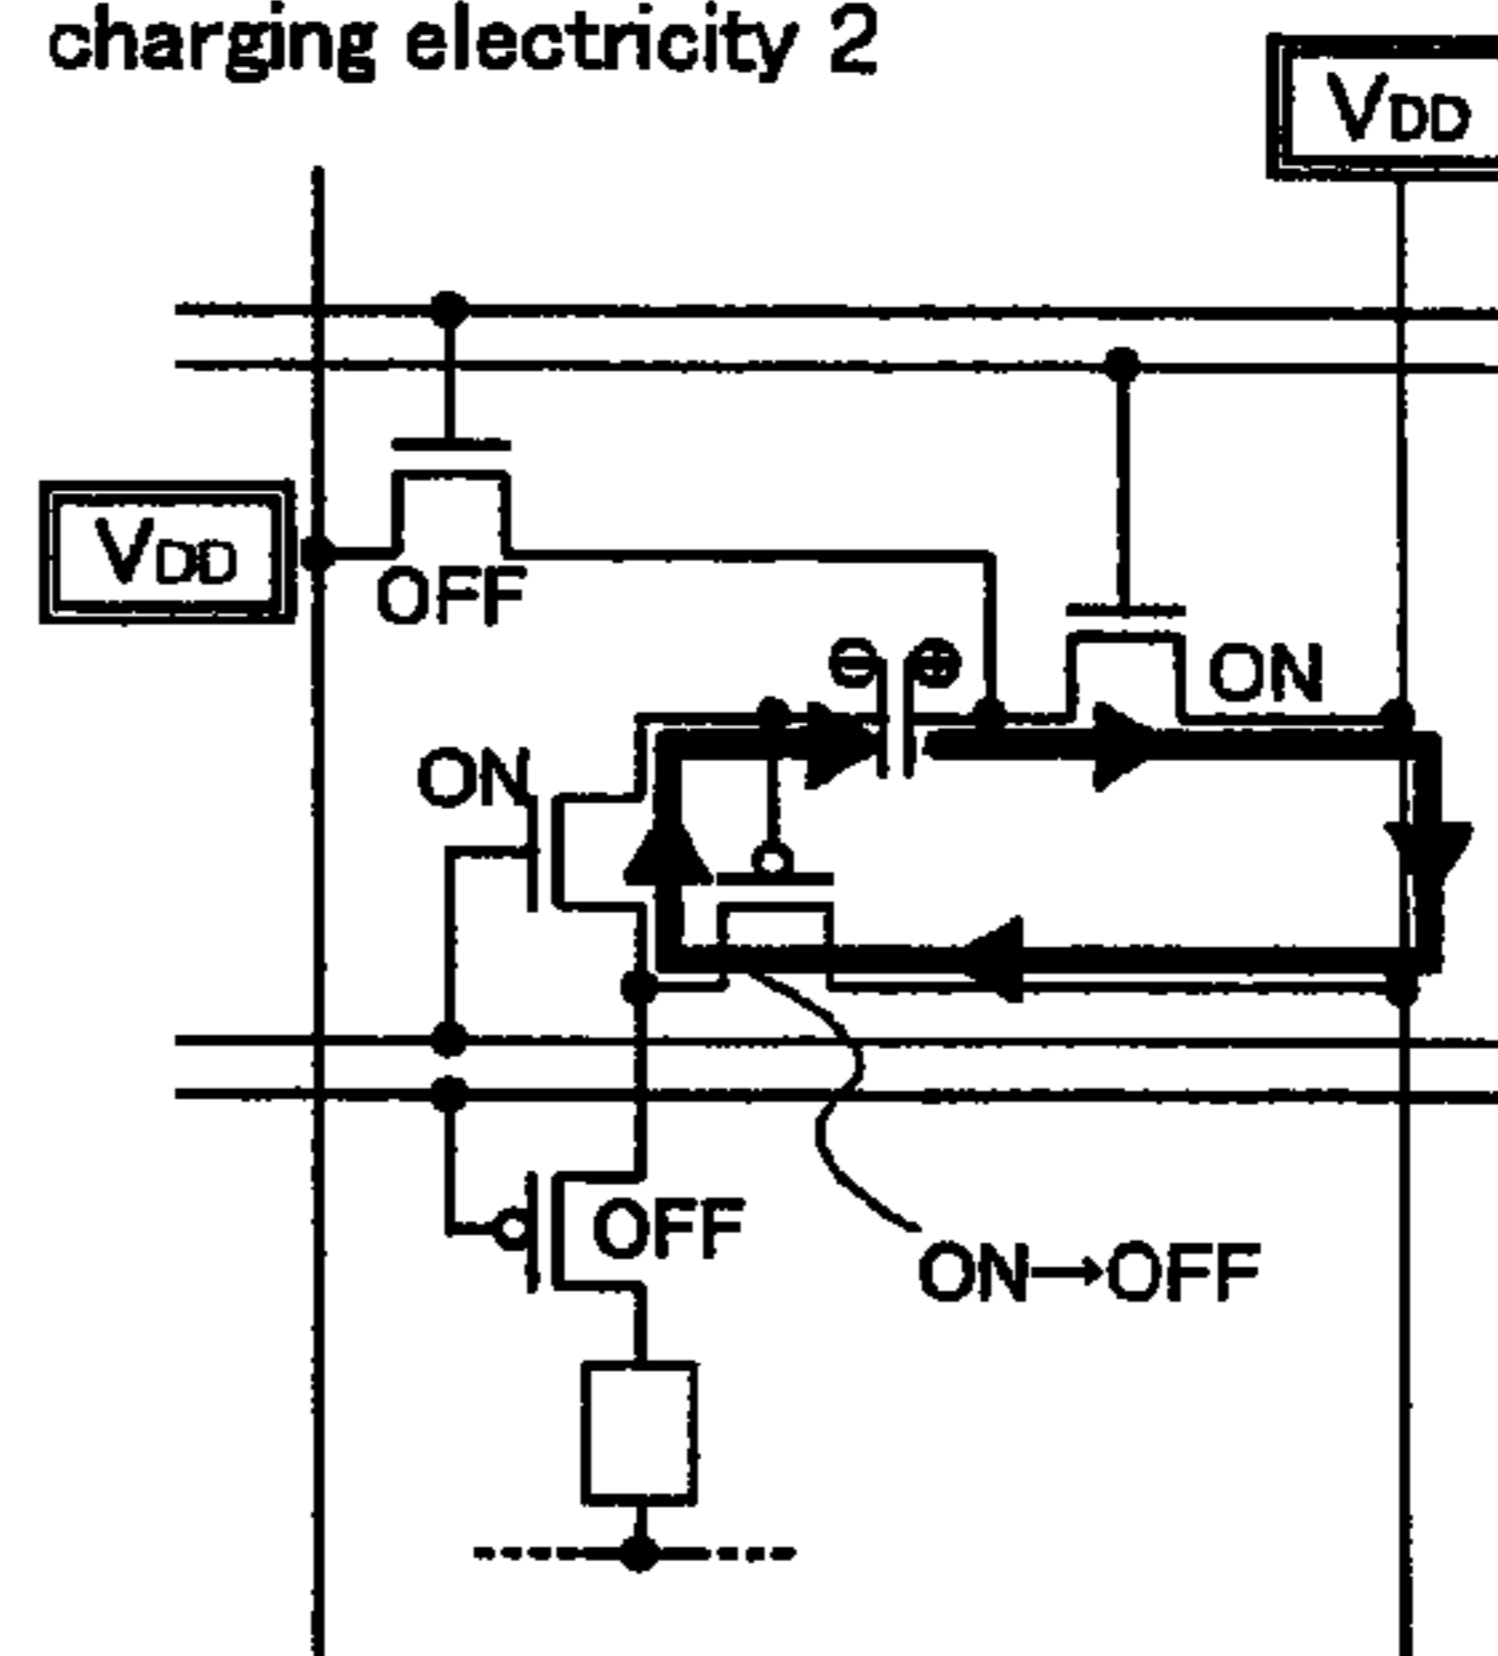 charging electricity 2
VDD
VDD
OFF
⊖ ⊕
ON
ON
OFF
ON→OFF